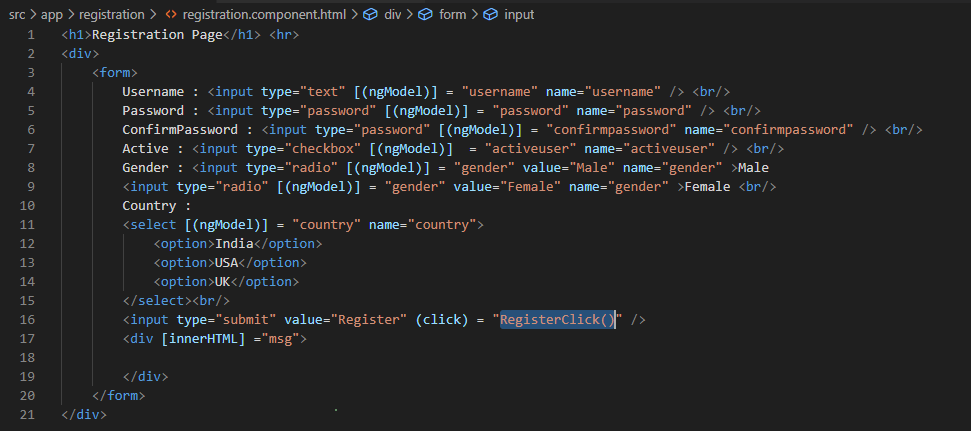 src > app > registration > <> registration.component.html > div > form > input
1 <h1>Registration Page</h1> <hr>
2 <div>
3     <form>
4         Username : <input type="text" [(ngModel)] = "username" name="username" /> <br/>
5         Password : <input type="password" [(ngModel)] = "password" name="password" /> <br/>
6         ConfirmPassword : <input type="password" [(ngModel)] = "confirmpassword" name="confirmpassword" /> <br/>
7         Active : <input type="checkbox" [(ngModel)]  = "activeuser" name="activeuser" /> <br/>
8         Gender : <input type="radio" [(ngModel)] = "gender" value="Male" name="gender" >Male
9         <input type="radio" [(ngModel)] = "gender" value="Female" name="gender" >Female <br/>
10         Country :
11         <select [(ngModel)] = "country" name="country">
12             <option>India</option>
13             <option>USA</option>
14             <option>UK</option>
15         </select><br/>
16         <input type="submit" value="Register" (click) = "RegisterClick()" />
17         <div [innerHTML] ="msg">
18
19         </div>
20     </form>
21 </div>